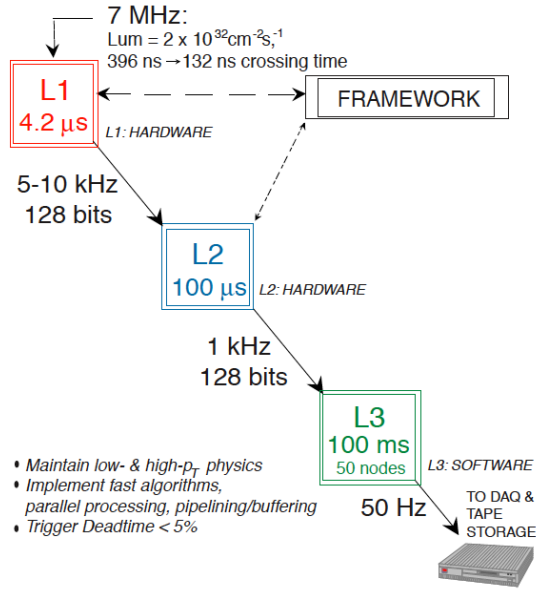 7 MHz:
Lum = 2 x 10³²cm⁻²s,⁻¹
396 ns→132 ns crossing time
L1
4.2 µs
FRAMEWORK
L1: HARDWARE
5-10 kHz
128 bits
L2
100 µs
L2: HARDWARE
1 kHz
128 bits
L3
100 ms
50 nodes
L3: SOFTWARE
• Maintain low- & high-pT physics
• Implement fast algorithms,
parallel processing, pipelining/buffering
• Trigger Deadtime < 5%
50 Hz
TO DAQ &
TAPE
STORAGE